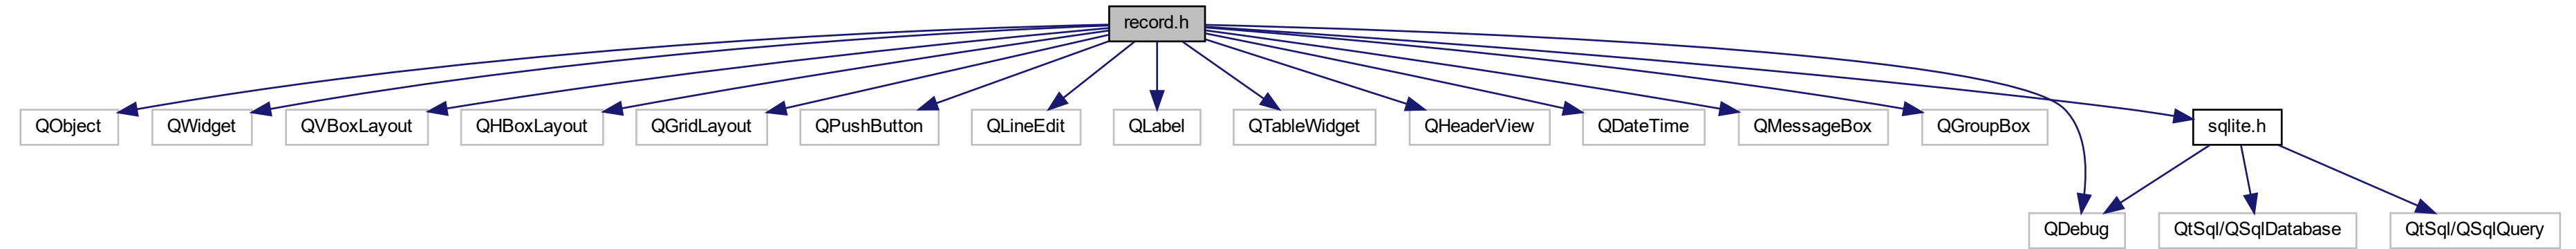 record.h
QObject
QWidget
QVBoxLayout
QHBoxLayout
QGridLayout
QPushButton
QLineEdit
QLabel
QTableWidget
QHeaderView
QDateTime
QMessageBox
QGroupBox
sqlite.h
QDebug
QtSql/QSqlDatabase
QtSql/QSqlQuery